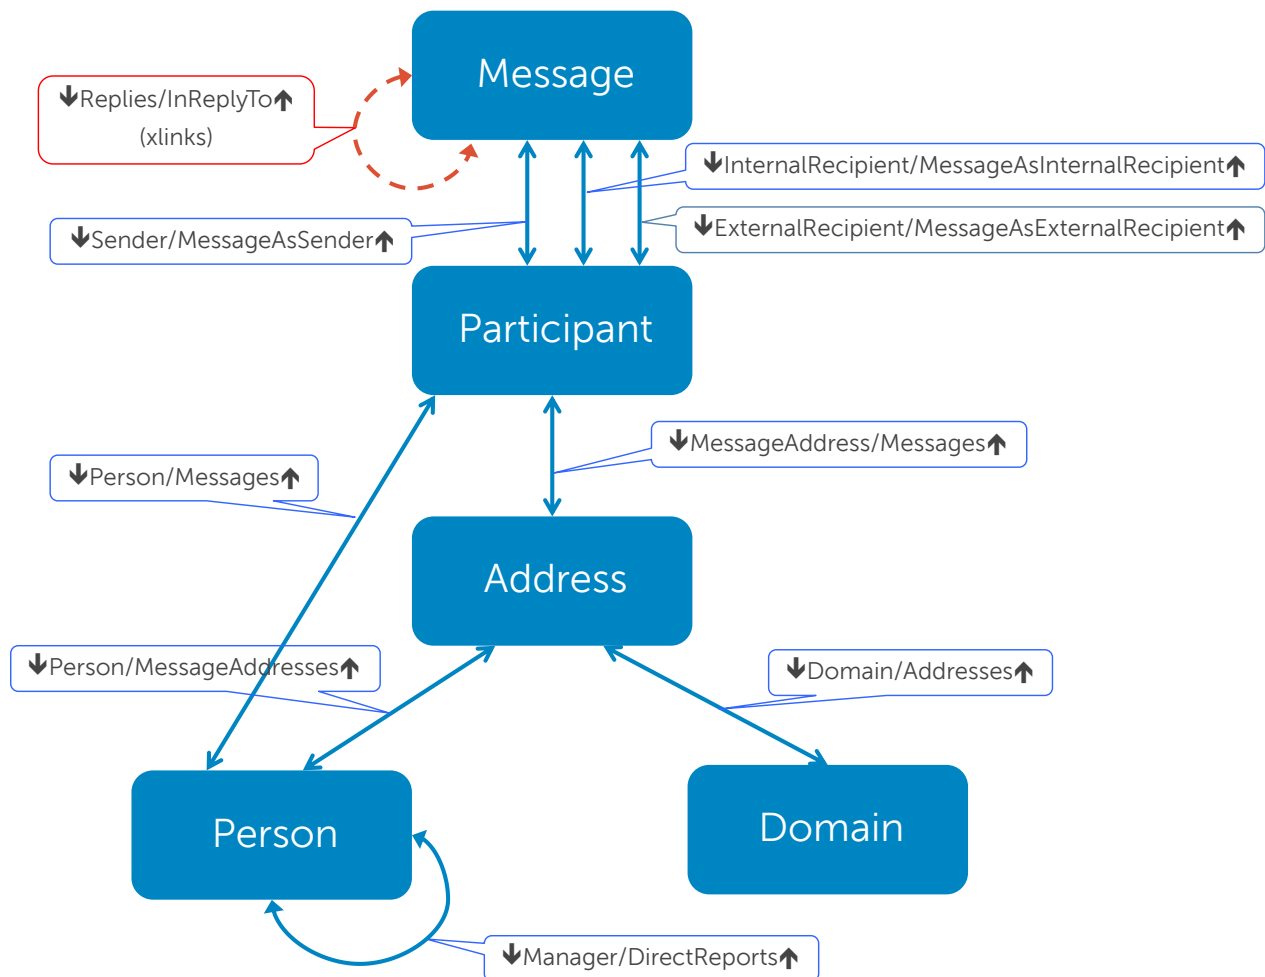 Message
↓Replies/InReplyTo↑
(xlinks)
↓InternalRecipient/MessageAsInternalRecipient↑
↓Sender/MessageAsSender↑
↓ExternalRecipient/MessageAsExternalRecipient↑
Participant
↓MessageAddress/Messages↑
↓Person/Messages↑
Address
↓Person/MessageAddresses↑
↓Domain/Addresses↑
Person
Domain
↓Manager/DirectReports↑